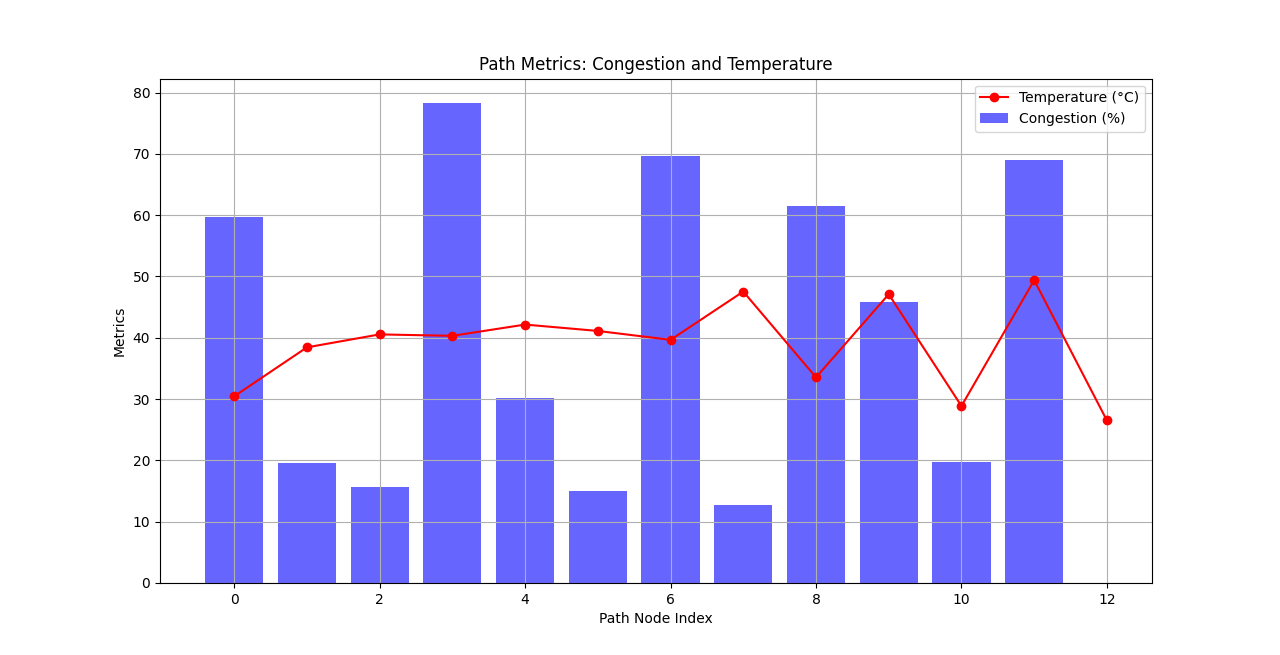 Path Metrics: Congestion and Temperature
Temperature (°C)
Congestion (%)
Metrics
80
70
60
50
40
30
20
10
0
0 2 4 6 8 10 12
Path Node Index